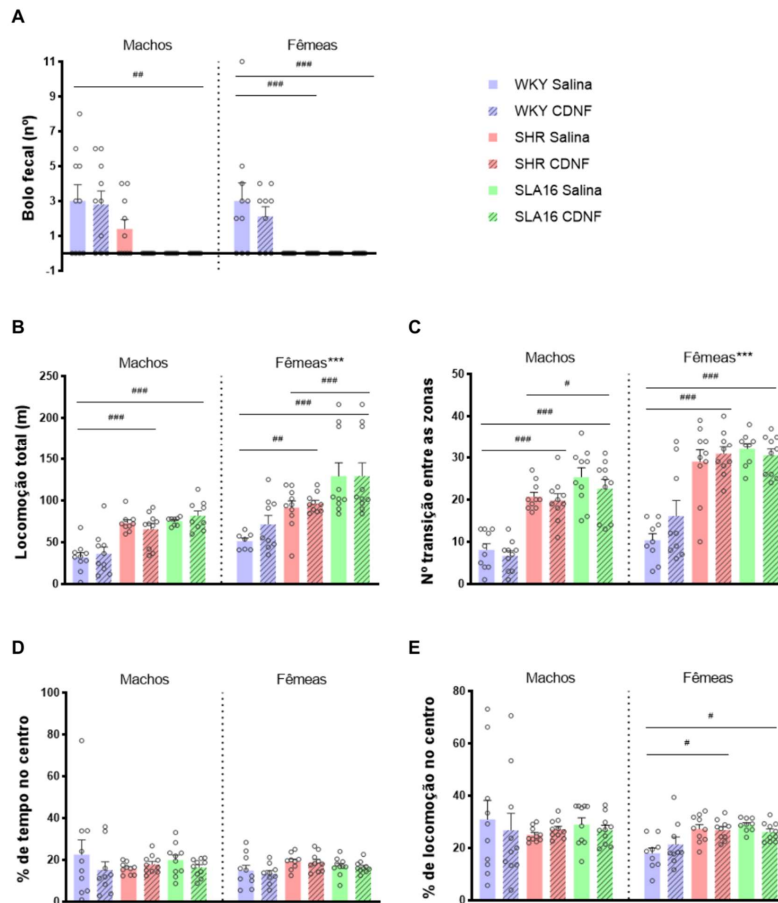 A
Machos
Fêmeas
Bolo fecal (nº)
11
9
7
5
3
1
-1
##
###
###
WKY Salina
WKY CDNF
SHR Salina
SHR CDNF
SLA16 Salina
SLA16 CDNF
B
Machos
Fêmeas***
Locomoção total (m)
250
200
150
100
50
0
###
###
###
###
##
C
Machos
Fêmeas***
Nº transição entre as zonas
50
40
30
20
10
0
#
###
###
###
###
D
Machos
Fêmeas
% de tempo no centro
100
80
60
40
20
0
E
Machos
Fêmeas
% de locomoção no centro
80
60
40
20
0
#
#